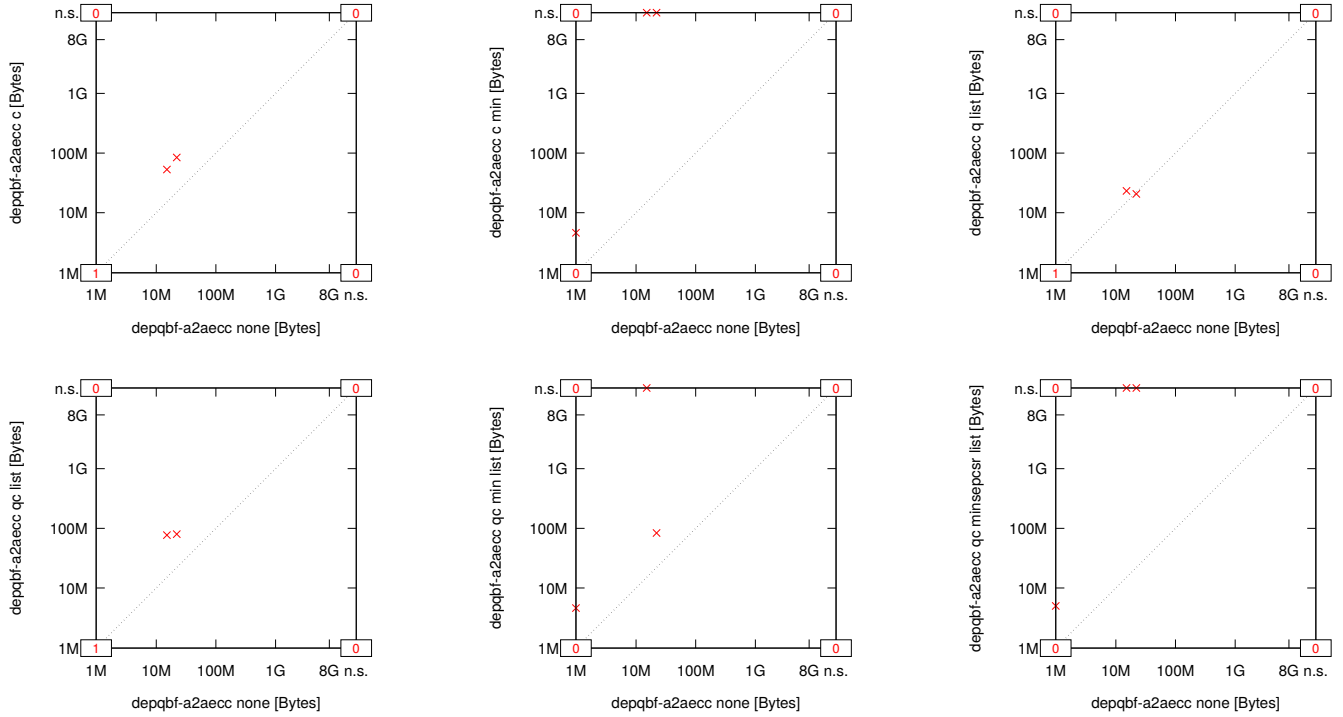 n.s. 0 0
8G
1G
100M
10M
1M 1 0
1M 10M 100M 1G 8G n.s.
depqbf-a2aecc none [Bytes]
depqbf-a2aecc c [Bytes]
n.s. 0 0
8G
1G
100M
10M
1M 0 0
1M 10M 100M 1G 8G n.s.
depqbf-a2aecc none [Bytes]
depqbf-a2aecc c min [Bytes]
n.s. 0 0
8G
1G
100M
10M
1M 1 0
1M 10M 100M 1G 8G n.s.
depqbf-a2aecc none [Bytes]
depqbf-a2aecc q list [Bytes]
n.s. 0 0
8G
1G
100M
10M
1M 1 0
1M 10M 100M 1G 8G n.s.
depqbf-a2aecc none [Bytes]
depqbf-a2aecc qc list [Bytes]
n.s. 0 0
8G
1G
100M
10M
1M 0 0
1M 10M 100M 1G 8G n.s.
depqbf-a2aecc none [Bytes]
depqbf-a2aecc qc min list [Bytes]
n.s. 0 0
8G
1G
100M
10M
1M 0 0
1M 10M 100M 1G 8G n.s.
depqbf-a2aecc none [Bytes]
depqbf-a2aecc qc minsepcsr list [Bytes]